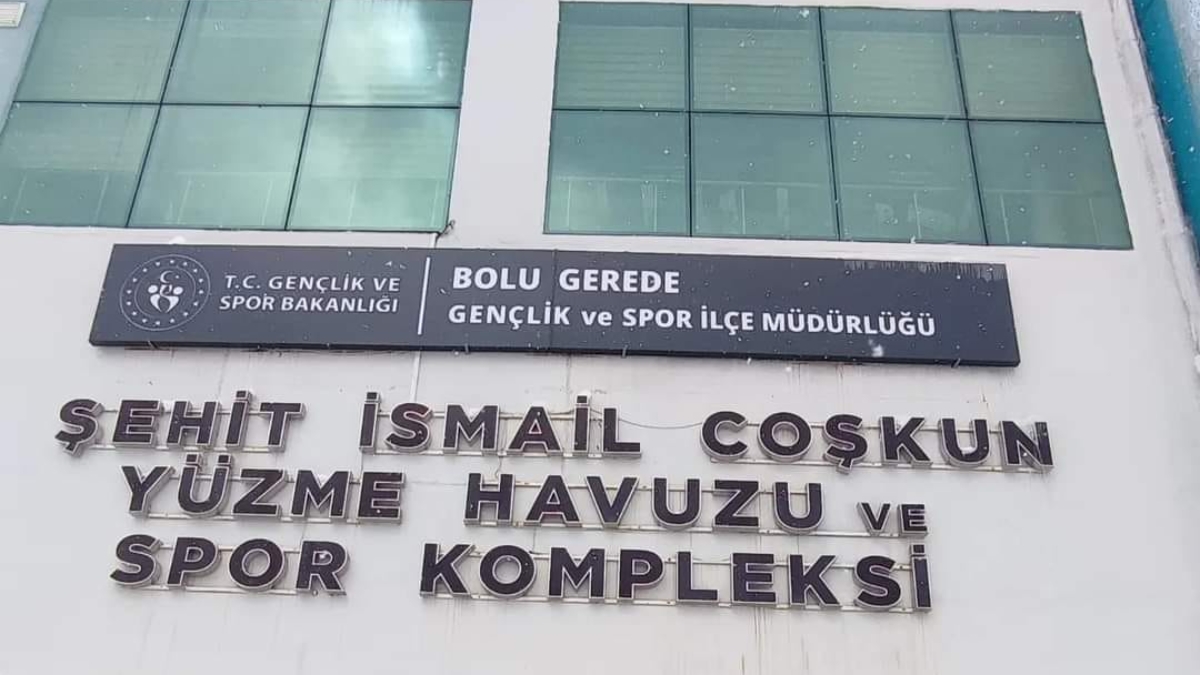 T.C. GENÇLİK VE
SPOR BAKANLIĞI
BOLU GEREDE
GENÇLİK ve SPOR İLÇE MÜDÜRLÜĞÜ
ŞEHİT İSMAİL COŞKUN
YÜZME HAVUZU VE
SPOR KOMPLEKSİ